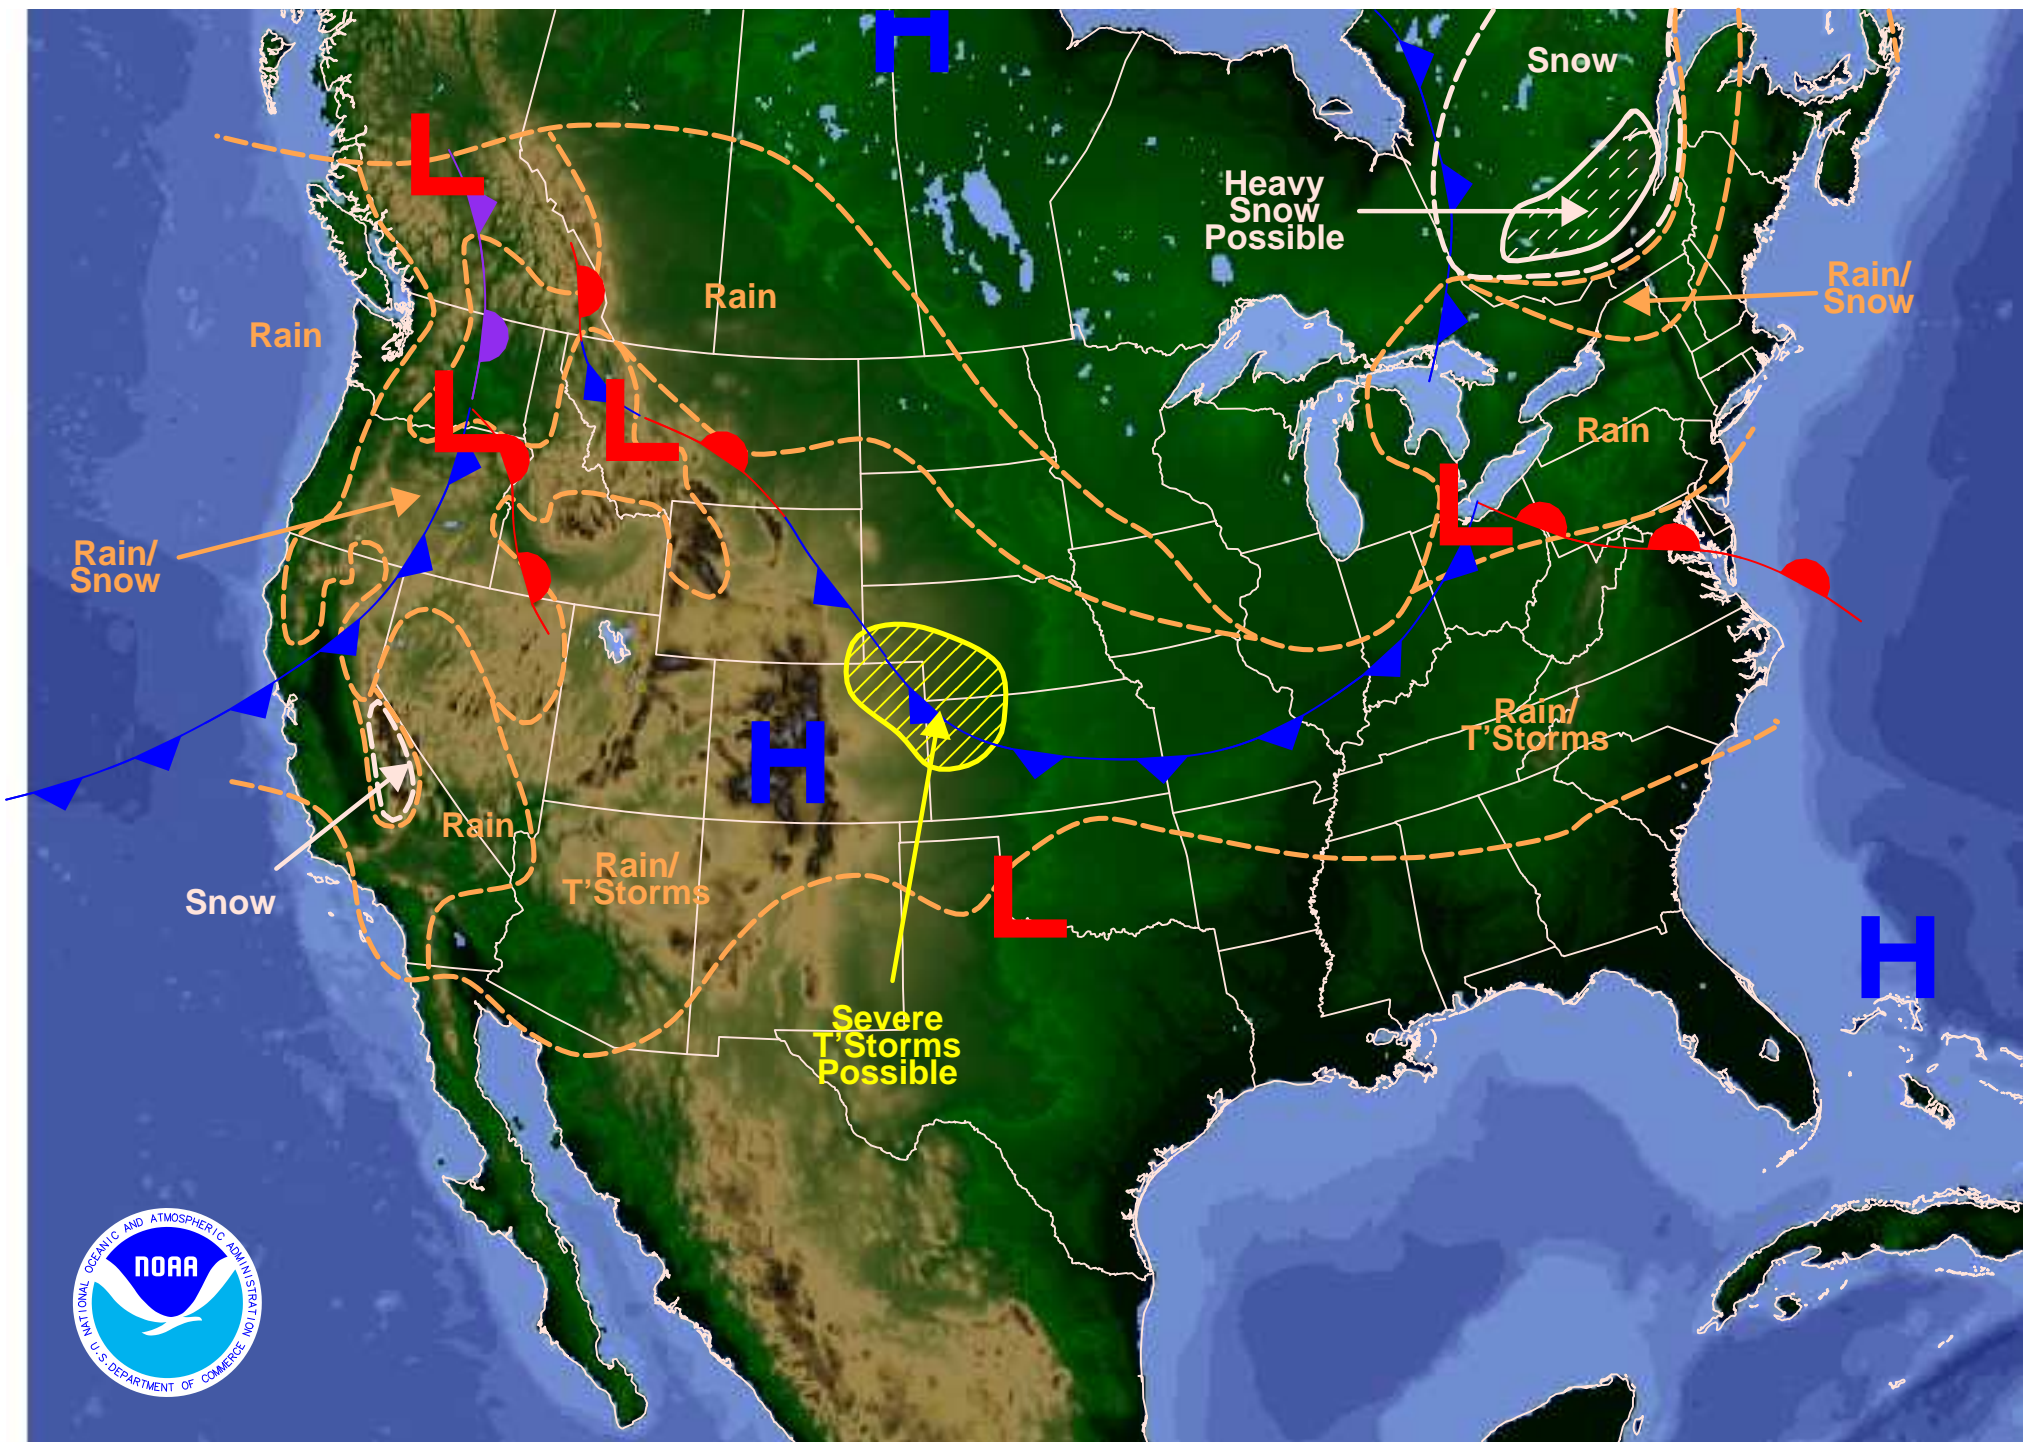 H
Snow
L
Heavy
Snow
Possible
Rain/
Snow
Rain
Rain
L
L
Rain
L
Rain/
Snow
Rain/
T'Storms
H
Rain
Rain/
T'Storms
L
Snow
H
Severe
T'Storms
Possible
NATIONAL OCEANIC AND ATMOSPHERIC ADMINISTRATION
NOAA
U.S. DEPARTMENT OF COMMERCE